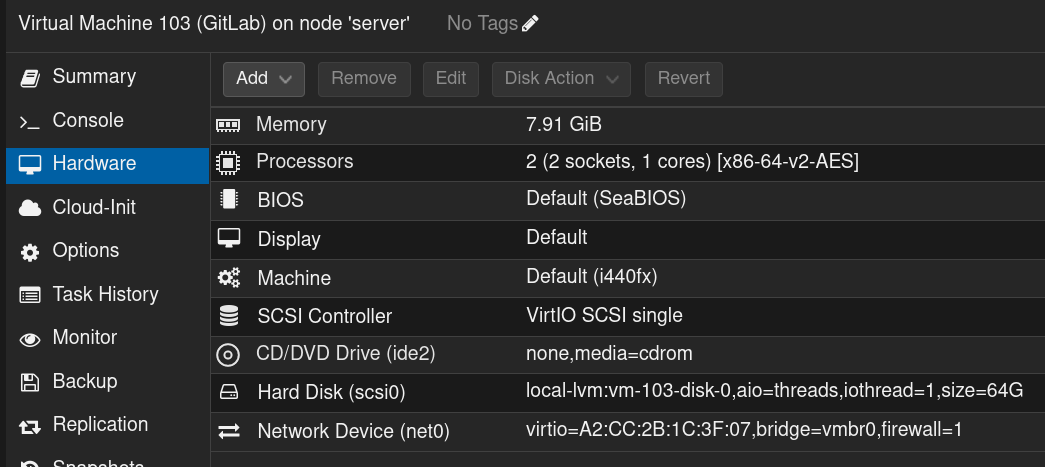 Virtual Machine 103 (GitLab) on node 'server' No Tags
Summary
Console
Hardware
Cloud-Init
Options
Task History
Monitor
Backup
Replication
Snapshots
Add Remove Edit Disk Action Revert
Memory 7.91 GiB
Processors 2 (2 sockets, 1 cores) [x86-64-v2-AES]
BIOS Default (SeaBIOS)
Display Default
Machine Default (i440fx)
SCSI Controller VirtIO SCSI single
CD/DVD Drive (ide2) none,media=cdrom
Hard Disk (scsi0) local-lvm:vm-103-disk-0,aio=threads,iothread=1,size=64G
Network Device (net0) virtio=A2:CC:2B:1C:3F:07,bridge=vmbr0,firewall=1